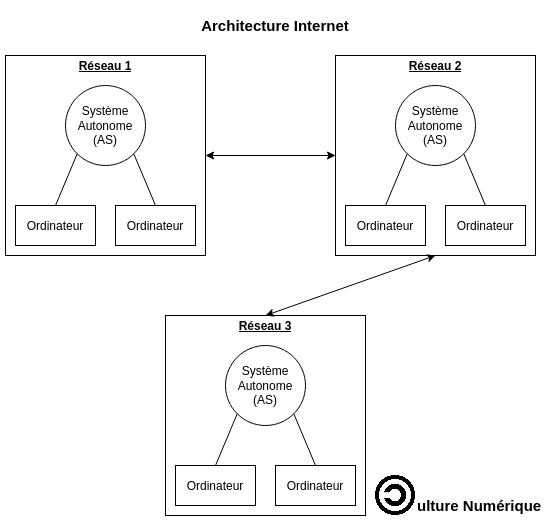 Architecture Internet
Réseau 1
Système
Autonome
(AS)
Ordinateur
Ordinateur
Réseau 2
Système
Autonome
(AS)
Ordinateur
Ordinateur
Réseau 3
Système
Autonome
(AS)
Ordinateur
Ordinateur
ulture Numérique